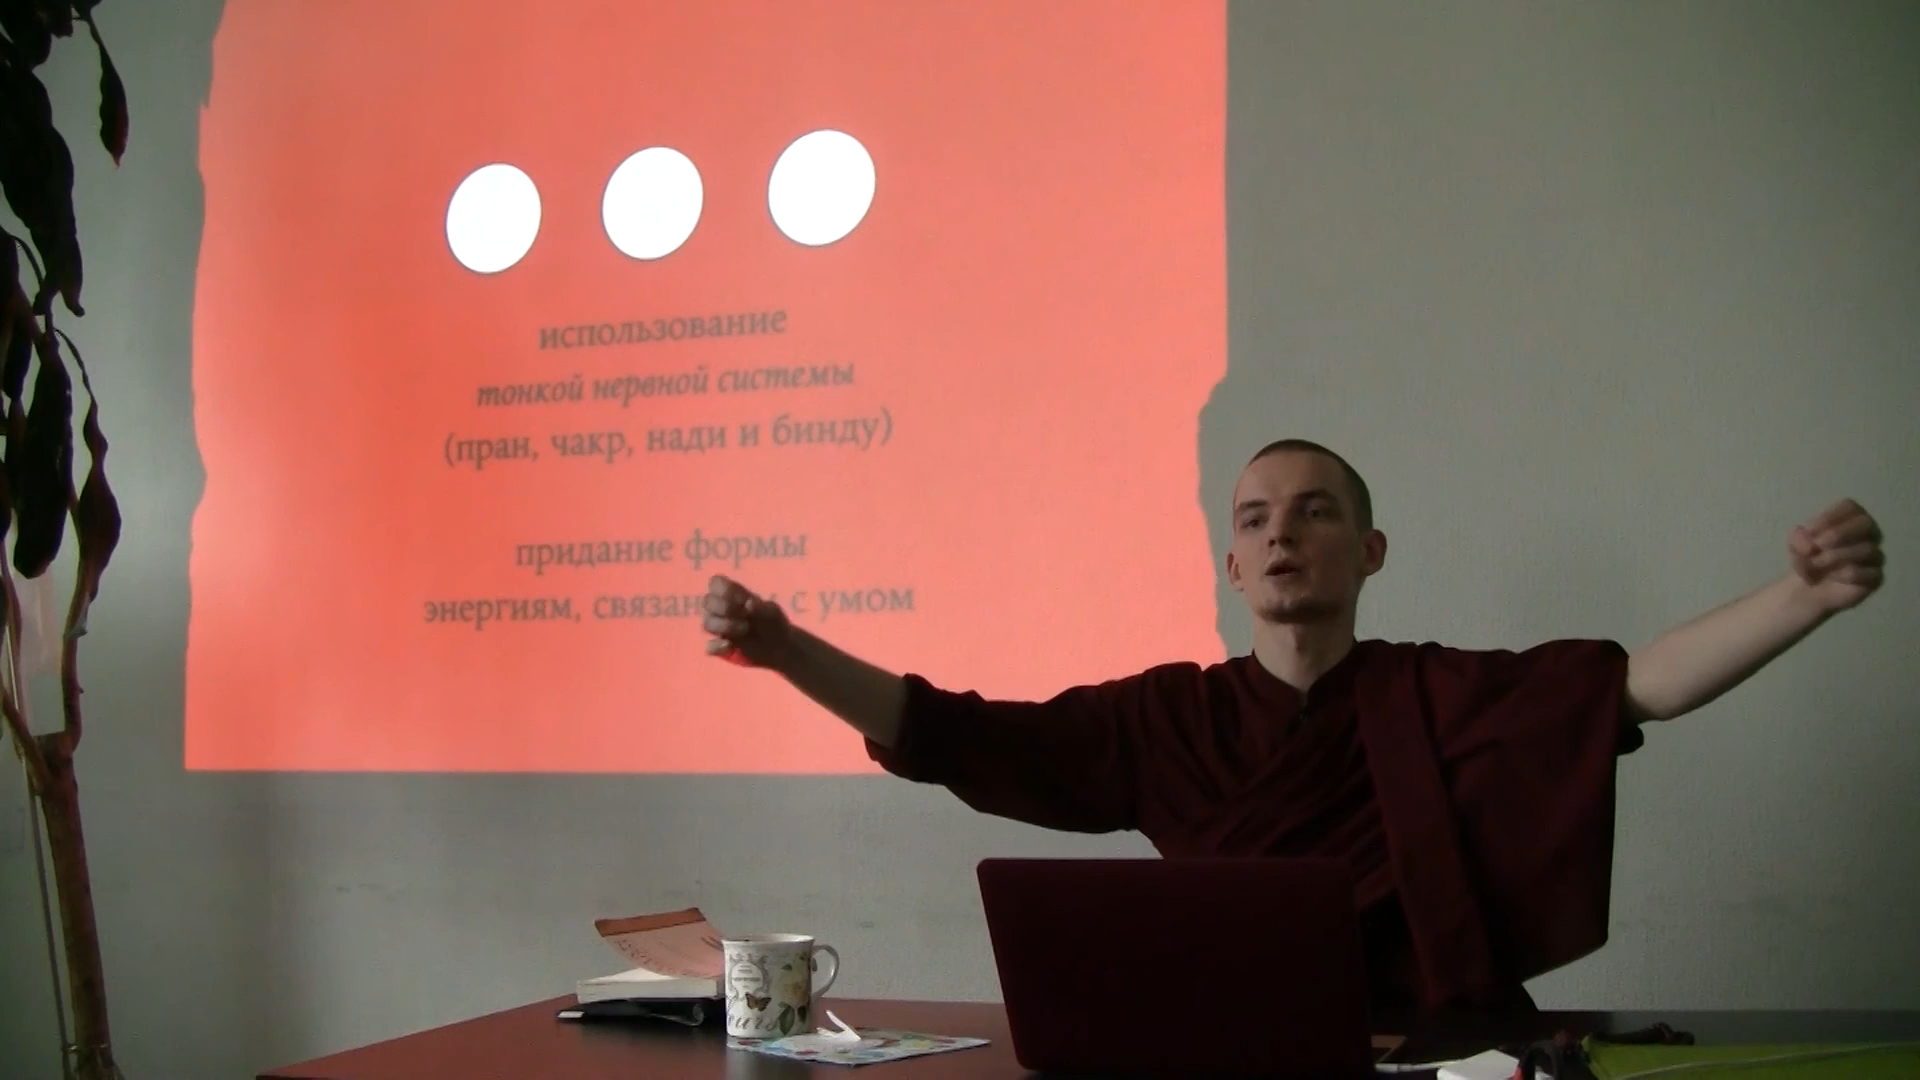 использование
тонкой нервной системы
(пран, чакр, нади и бинду)
придание формы
энергиям, с умом